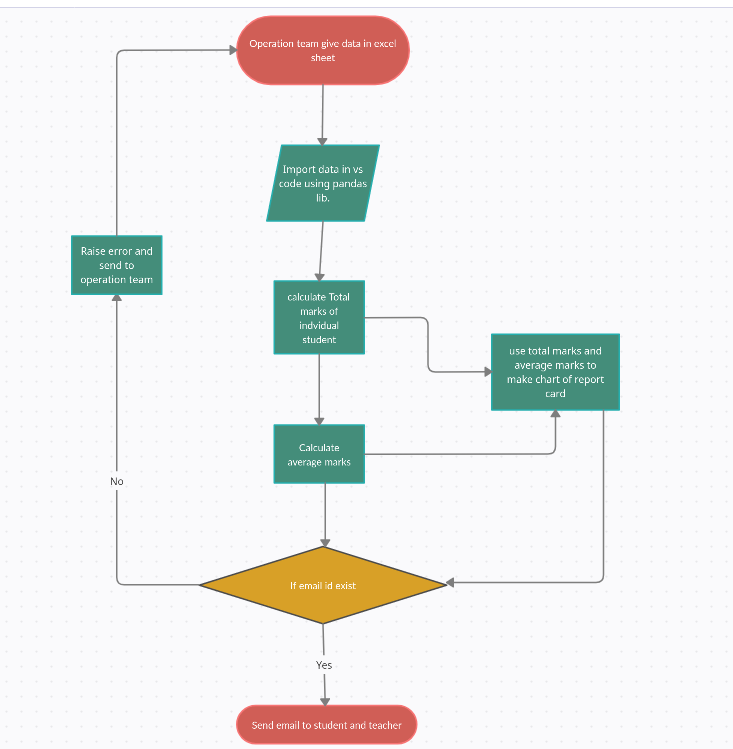 Operation team give data in excel
sheet
Import data in vs
code using pandas
lib.
Raise error and
send to
operation team
calculate Total
marks of
indvidual
student
use total marks and
average marks to
make chart of report
card
Calculate
average marks
No
If email id exist
Yes
Send email to student and teacher